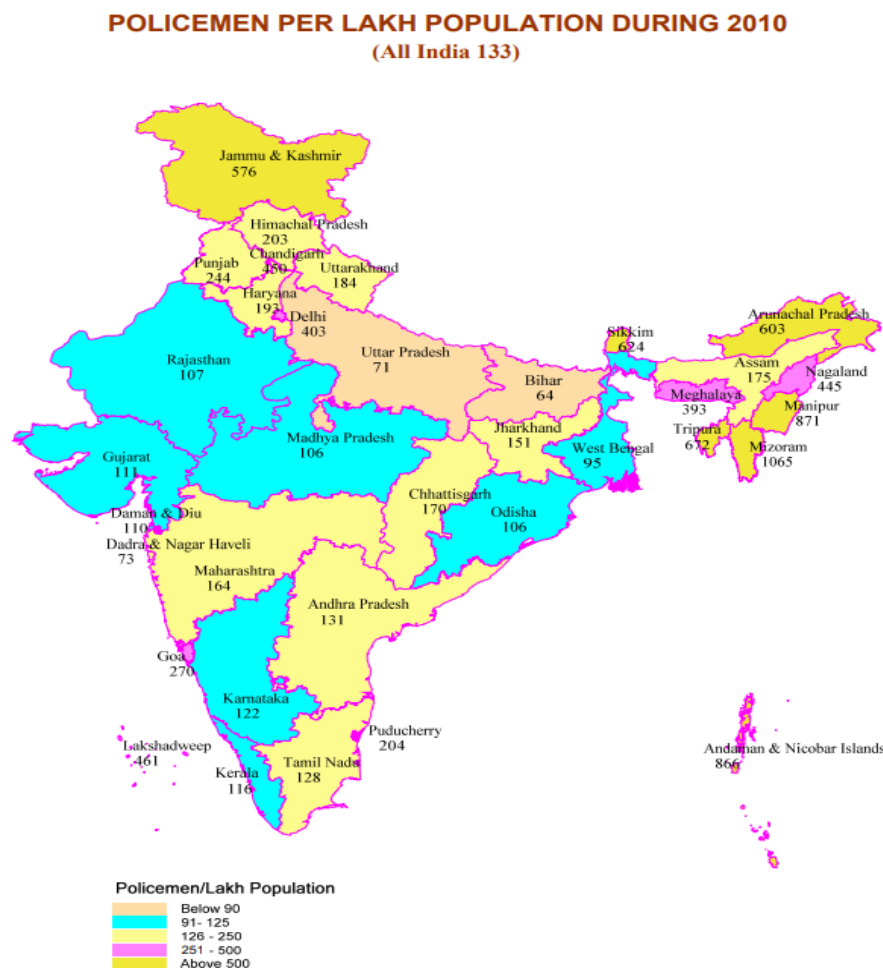 POLICEMEN PER LAKH POPULATION DURING 2010
(All India 133)
Jammu & Kashmir
576
Himachal Pradesh
203
Chandigarh
450
Punjab
244
Uttarakhand
184
Haryana
193
Delhi
403
Rajasthan
107
Uttar Pradesh
71
Bihar
64
Sikkim
624
Arunachal Pradesh
603
Assam
175
Nagaland
445
Meghalaya
393
Manipur
871
Tripura
672
Mizoram
1065
Jharkhand
151
West Bengal
95
Madhya Pradesh
106
Gujarat
111
Chhattisgarh
170
Odisha
106
Daman & Diu
110
Dadra & Nagar Haveli
73
Maharashtra
164
Andhra Pradesh
131
Goa
270
Karnataka
122
Puducherry
204
Lakshadweep
461
Kerala
116
Tamil Nadu
128
Andaman & Nicobar Islands
866
Policemen/Lakh Population
Below 90
91- 125
126 - 250
251 - 500
Above 500